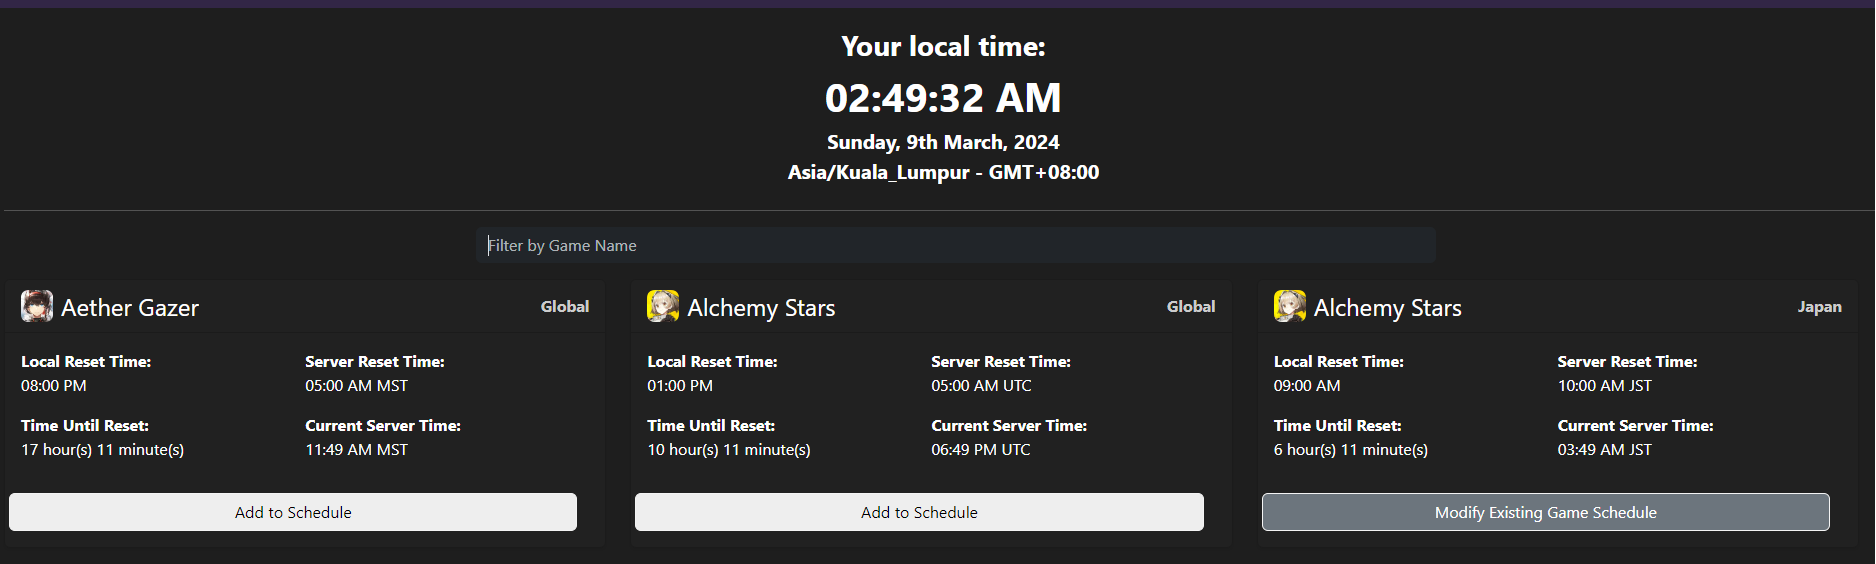 Your local time:
02:49:32 AM
Sunday, 9th March, 2024
Asia/Kuala_Lumpur - GMT+08:00
Filter by Game Name
Aether Gazer
Global
Local Reset Time:
Server Reset Time:
08:00 PM
05:00 AM MST
Time Until Reset:
Current Server Time:
17 hour(s) 11 minute(s)
11:49 AM MST
Add to Schedule
Alchemy Stars
Global
Local Reset Time:
Server Reset Time:
01:00 PM
05:00 AM UTC
Time Until Reset:
Current Server Time:
10 hour(s) 11 minute(s)
06:49 PM UTC
Add to Schedule
Alchemy Stars
Japan
Local Reset Time:
Server Reset Time:
09:00 AM
10:00 AM JST
Time Until Reset:
Current Server Time:
6 hour(s) 11 minute(s)
03:49 AM JST
Modify Existing Game Schedule